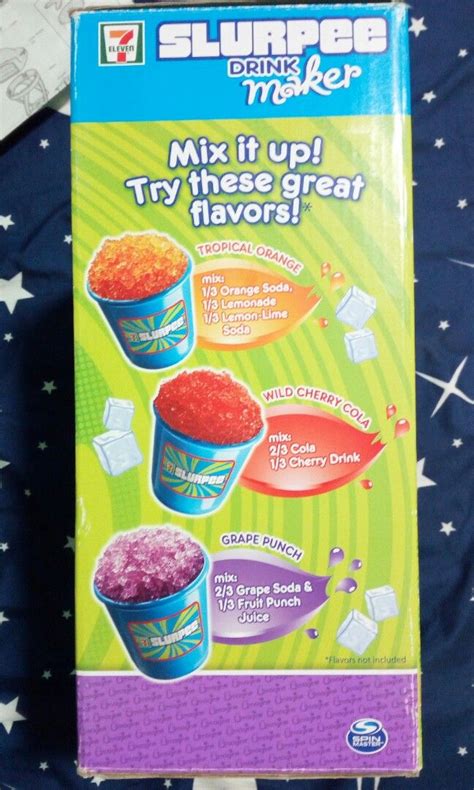 7
ELEVEN
SLURPEE
DRINK
maker
Mix it up!
Try these great
flavors!*
TROPICAL ORANGE
mix:
1/3 Orange Soda,
1/3 Lemonade
1/3 Lemon-Lime
Soda
SLURPEE
WILD CHERRY COLA
mix:
2/3 Cola
1/3 Cherry Drink
SLURPEE
GRAPE PUNCH
mix:
2/3 Grape Soda &
1/3 Fruit Punch
Juice
SLURPEE
*Flavors not included
SPIN
MASTER